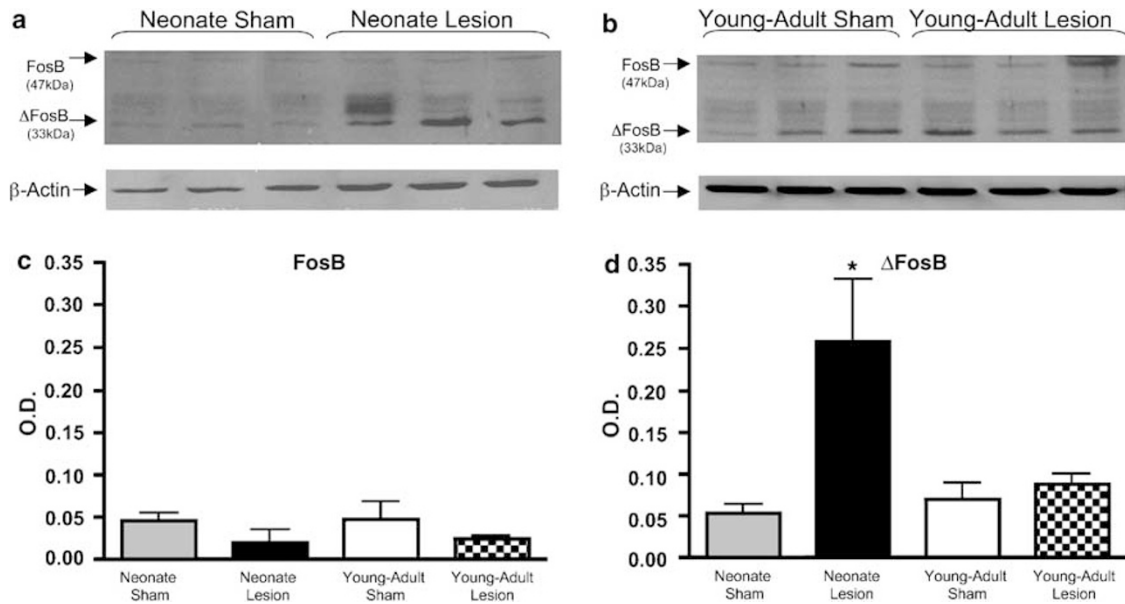 a
Neonate Sham
Neonate Lesion
FosB
(47kDa)
ΔFosB
(33kDa)
β-Actin
b
Young-Adult Sham
Young-Adult Lesion
FosB
(47kDa)
ΔFosB
(33kDa)
β-Actin
c
FosB
0.35
0.30
0.25
0.20
0.15
0.10
0.05
0.00
O.D.
Neonate
Sham
Neonate
Lesion
Young-Adult
Sham
Young-Adult
Lesion
d
ΔFosB
*
0.35
0.30
0.25
0.20
0.15
0.10
0.05
0.00
O.D.
Neonate
Sham
Neonate
Lesion
Young-Adult
Sham
Young-Adult
Lesion